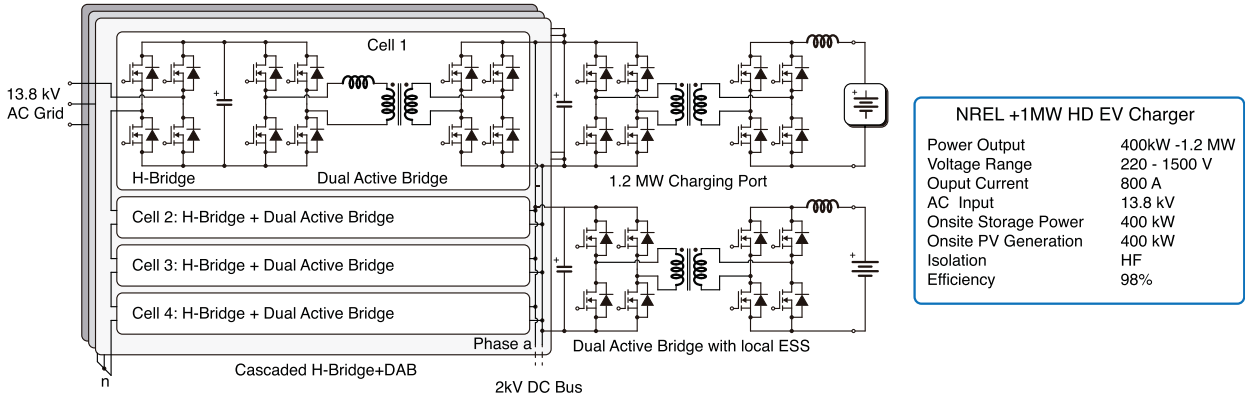 Cell 1
13.8 kV
AC Grid
H-Bridge
Dual Active Bridge
Cell 2: H-Bridge + Dual Active Bridge
Cell 3: H-Bridge + Dual Active Bridge
Cell 4: H-Bridge + Dual Active Bridge
Phase a
n
Cascaded H-Bridge+DAB
2kV DC Bus
1.2 MW Charging Port
Dual Active Bridge with local ESS
NREL +1MW HD EV Charger
Power Output 400kW -1.2 MW
Voltage Range 220 - 1500 V
Ouput Current 800 A
AC Input 13.8 kV
Onsite Storage Power 400 kW
Onsite PV Generation 400 kW
Isolation HF
Efficiency 98%